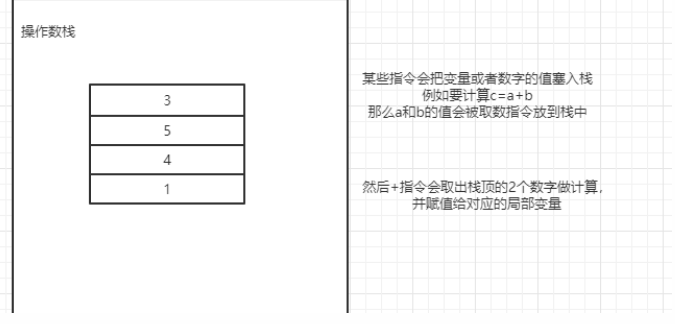 操作数栈
3
5
4
1
某些指令会把变量或者数字的值塞入栈
例如要计算c=a+b
那么a和b的值会被取数指令放到栈中
然后+指令会取出栈顶的2个数字做计算，
并赋值给对应的局部变量